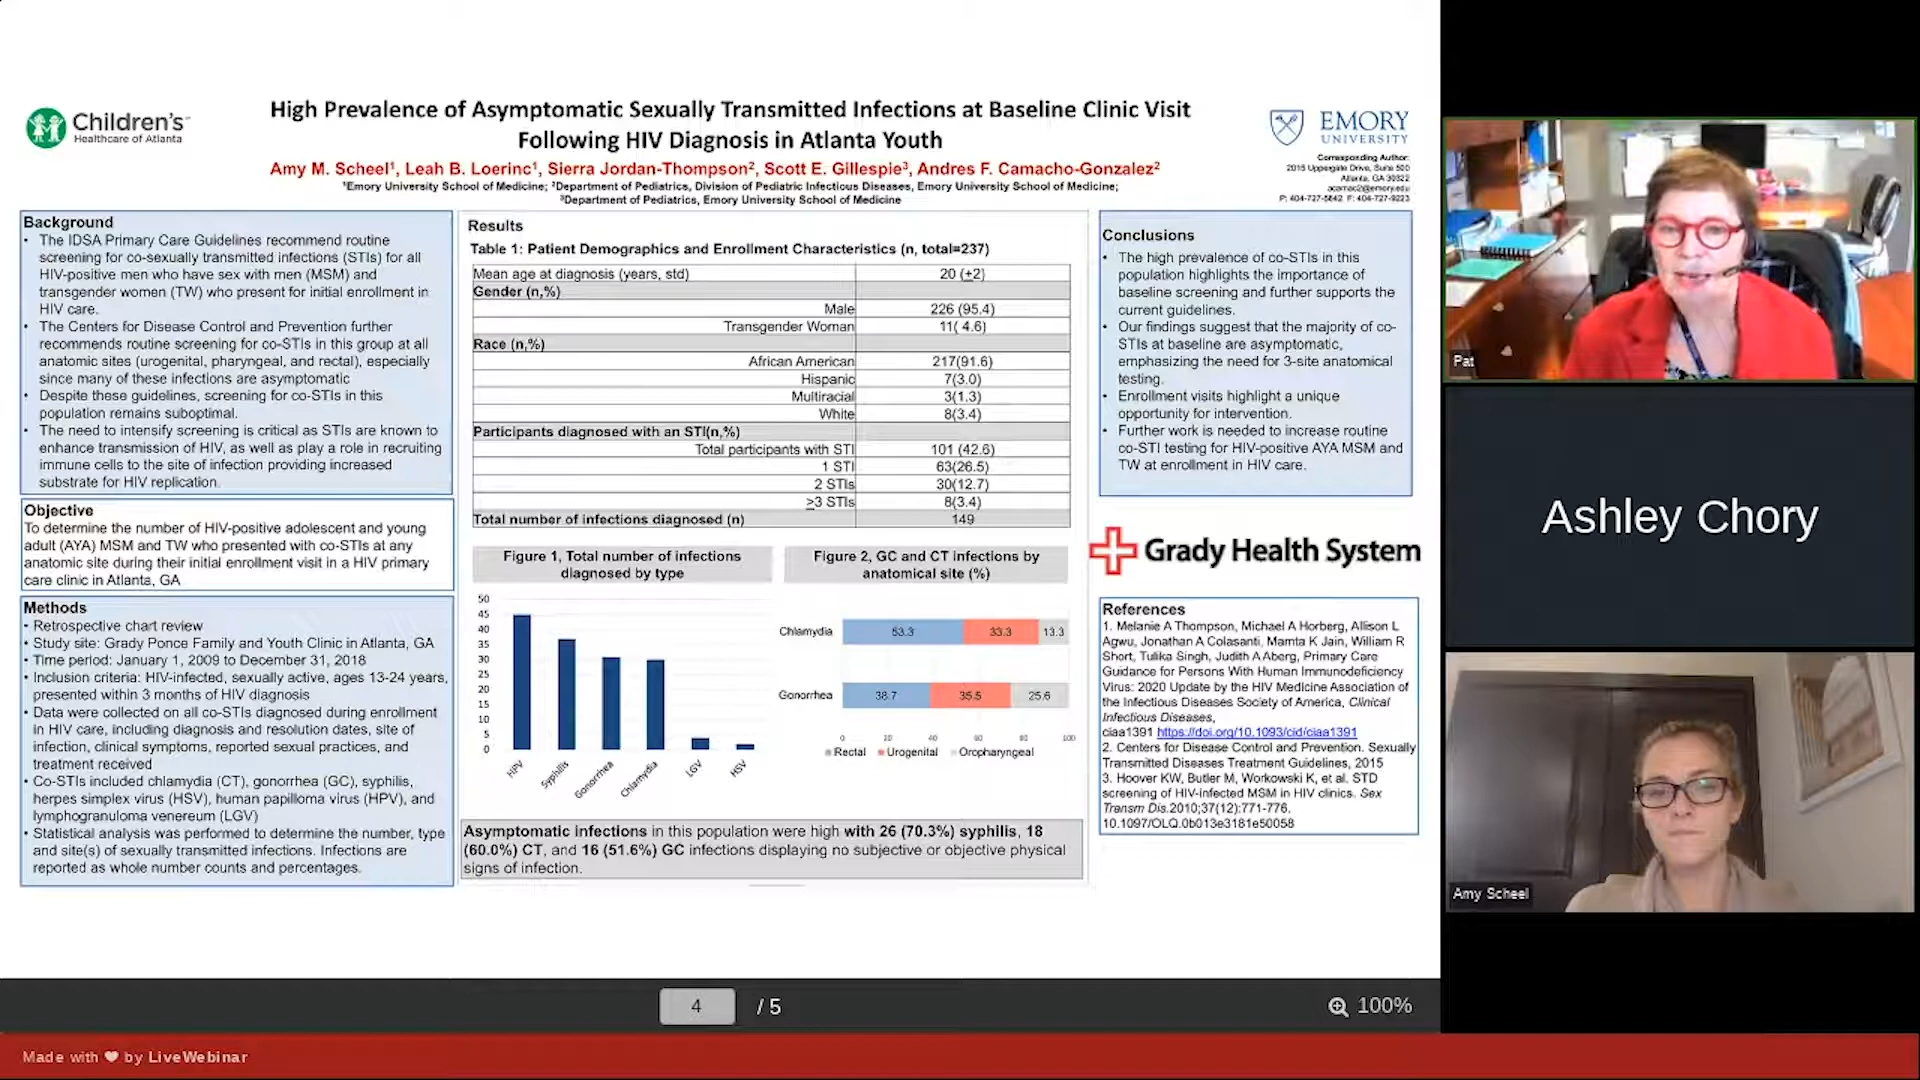 Children's
Healthcare of Atlanta
High Prevalence of Asymptomatic Sexually Transmitted Infections at Baseline Clinic Visit
Following HIV Diagnosis in Atlanta Youth
Amy M. Scheel¹, Leah B. Loerinc¹, Sierra Jordan-Thompson², Scott E. Gillespie³, Andres F. Camacho-Gonzalez²
¹Emory University School of Medicine; ²Department of Pediatrics, Division of Pediatric Infectious Diseases, Emory University School of Medicine;
³Department of Pediatrics, Emory University School of Medicine
EMORY
UNIVERSITY
Corresponding Author:
2015 Uppergate Drive, Suite 500
Atlanta, GA 30322
acamac2@emory.edu
P: 404-727-5642 F: 404-727-9223
Background
• The IDSA Primary Care Guidelines recommend routine
screening for co-sexually transmitted infections (STIs) for all
HIV-positive men who have sex with men (MSM) and
transgender women (TW) who present for initial enrollment in
HIV care.
• The Centers for Disease Control and Prevention further
recommends routine screening for co-STIs in this group at all
anatomic sites (urogenital, pharyngeal, and rectal), especially
since many of these infections are asymptomatic
• Despite these guidelines, screening for co-STIs in this
population remains suboptimal.
• The need to intensify screening is critical as STIs are known to
enhance transmission of HIV, as well as play a role in recruiting
immune cells to the site of infection providing increased
substrate for HIV replication.
Objective
To determine the number of HIV-positive adolescent and young
adult (AYA) MSM and TW who presented with co-STIs at any
anatomic site during their initial enrollment visit in a HIV primary
care clinic in Atlanta, GA
Methods
• Retrospective chart review
• Study site: Grady Ponce Family and Youth Clinic in Atlanta, GA
• Time period: January 1, 2009 to December 31, 2018
• Inclusion criteria: HIV-infected, sexually active, ages 13-24 years,
presented within 3 months of HIV diagnosis
• Data were collected on all co-STIs diagnosed during enrollment
in HIV care, including diagnosis and resolution dates, site of
infection, clinical symptoms, reported sexual practices, and
treatment received
• Co-STIs included chlamydia (CT), gonorrhea (GC), syphilis,
herpes simplex virus (HSV), human papilloma virus (HPV), and
lymphogranuloma venereum (LGV)
• Statistical analysis was performed to determine the number, type
and site(s) of sexually transmitted infections. Infections are
reported as whole number counts and percentages.
Results
Table 1: Patient Demographics and Enrollment Characteristics (n, total=237)
Mean age at diagnosis (years, std) 20 (±2)
Gender (n,%)
Male 226 (95.4)
Transgender Woman 11( 4.6)
Race (n,%)
African American 217(91.6)
Hispanic 7(3.0)
Multiracial 3(1.3)
White 8(3.4)
Participants diagnosed with an STI(n,%)
Total participants with STI 101 (42.6)
1 STI 63(26.5)
2 STIs 30(12.7)
≥3 STIs 8(3.4)
Total number of infections diagnosed (n) 149
Figure 1, Total number of infections
diagnosed by type
50
45
40
35
30
25
20
15
10
5
0
HPV Syphilis Gonorrhea Chlamydia LGV HSV
Figure 2, GC and CT infections by
anatomical site (%)
Chlamydia 53.3 33.3 13.3
Gonorrhea 38.7 35.5 25.6
0 20 40 60 80 100
Rectal Urogenital Oropharyngeal
Asymptomatic infections in this population were high with 26 (70.3%) syphilis, 18
(60.0%) CT, and 16 (51.6%) GC infections displaying no subjective or objective physical
signs of infection.
Conclusions
• The high prevalence of co-STIs in this
population highlights the importance of
baseline screening and further supports the
current guidelines.
• Our findings suggest that the majority of co-
STIs at baseline are asymptomatic,
emphasizing the need for 3-site anatomical
testing.
• Enrollment visits highlight a unique
opportunity for intervention.
• Further work is needed to increase routine
co-STI testing for HIV-positive AYA MSM and
TW at enrollment in HIV care.
Grady Health System
References
1. Melanie A Thompson, Michael A Horberg, Allison L
Agwu, Jonathan A Colasanti, Mamta K Jain, William R
Short, Tulika Singh, Judith A Aberg, Primary Care
Guidance for Persons With Human Immunodeficiency
Virus: 2020 Update by the HIV Medicine Association of
the Infectious Diseases Society of America, Clinical
Infectious Diseases,
ciaa1391 https://doi.org/10.1093/cid/ciaa1391
2. Centers for Disease Control and Prevention. Sexually
Transmitted Diseases Treatment Guidelines, 2015
3. Hoover KW, Butler M, Workowski K, et al. STD
screening of HIV-infected MSM in HIV clinics. Sex
Transm Dis.2010;37(12):771-776.
10.1097/OLQ.0b013e3181e50058
Pat
Ashley Chory
Amy Scheel
4 / 5
100%
Made with ♥ by LiveWebinar